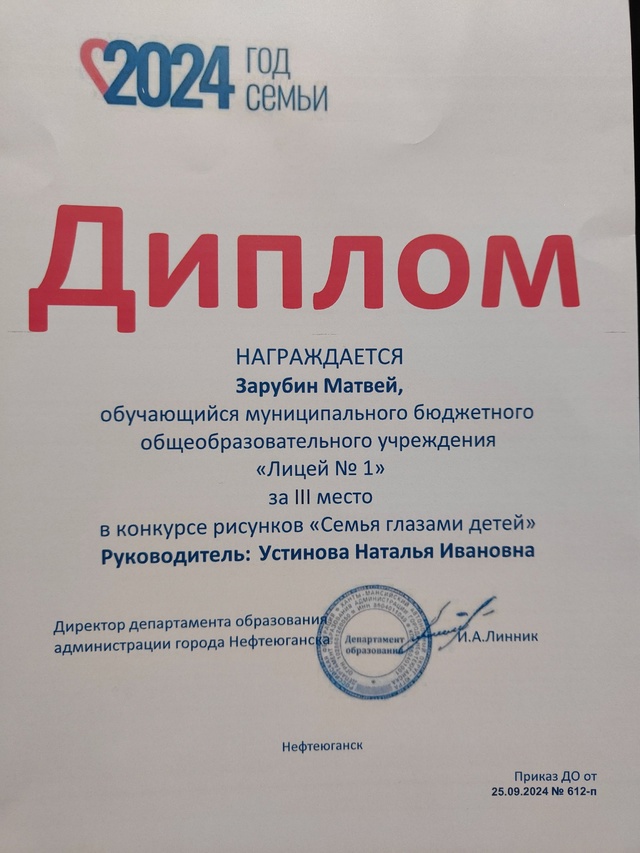 2024 ГОД
СЕМЬИ
Диплом
НАГРАЖДАЕТСЯ
Зарубин Матвей,
обучающийся муниципального бюджетного
общеобразовательного учреждения
«Лицей № 1»
за III место
в конкурсе рисунков «Семья глазами детей»
Руководитель: Устинова Наталья Ивановна
Директор департамента образования
администрации города Нефтеюганска
Департамент
образования
И.А.Линник
Нефтеюганск
Приказ ДО от
25.09.2024 № 612-п